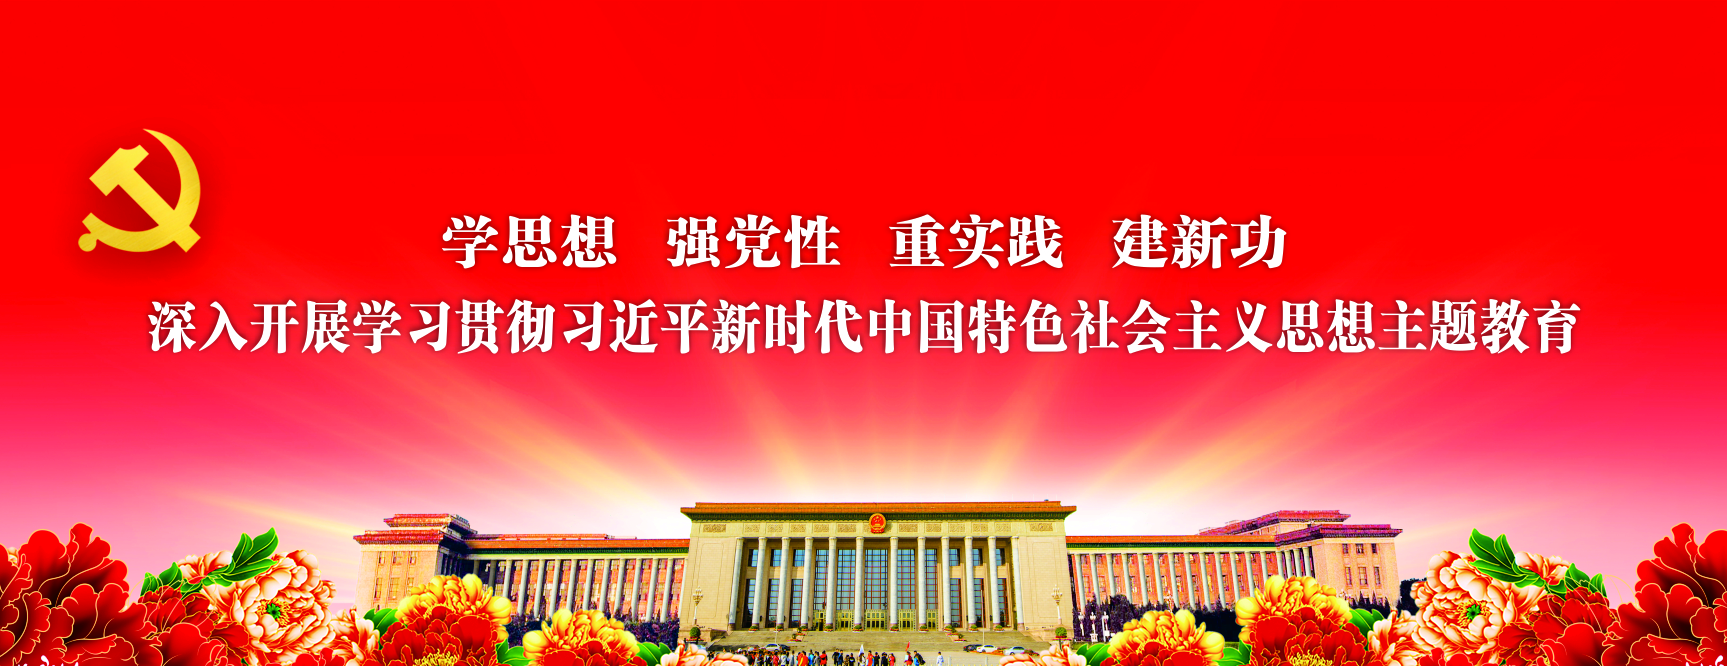 学思想 强党性 重实践 建新功
深入开展学习贯彻习近平新时代中国特色社会主义思想主题教育